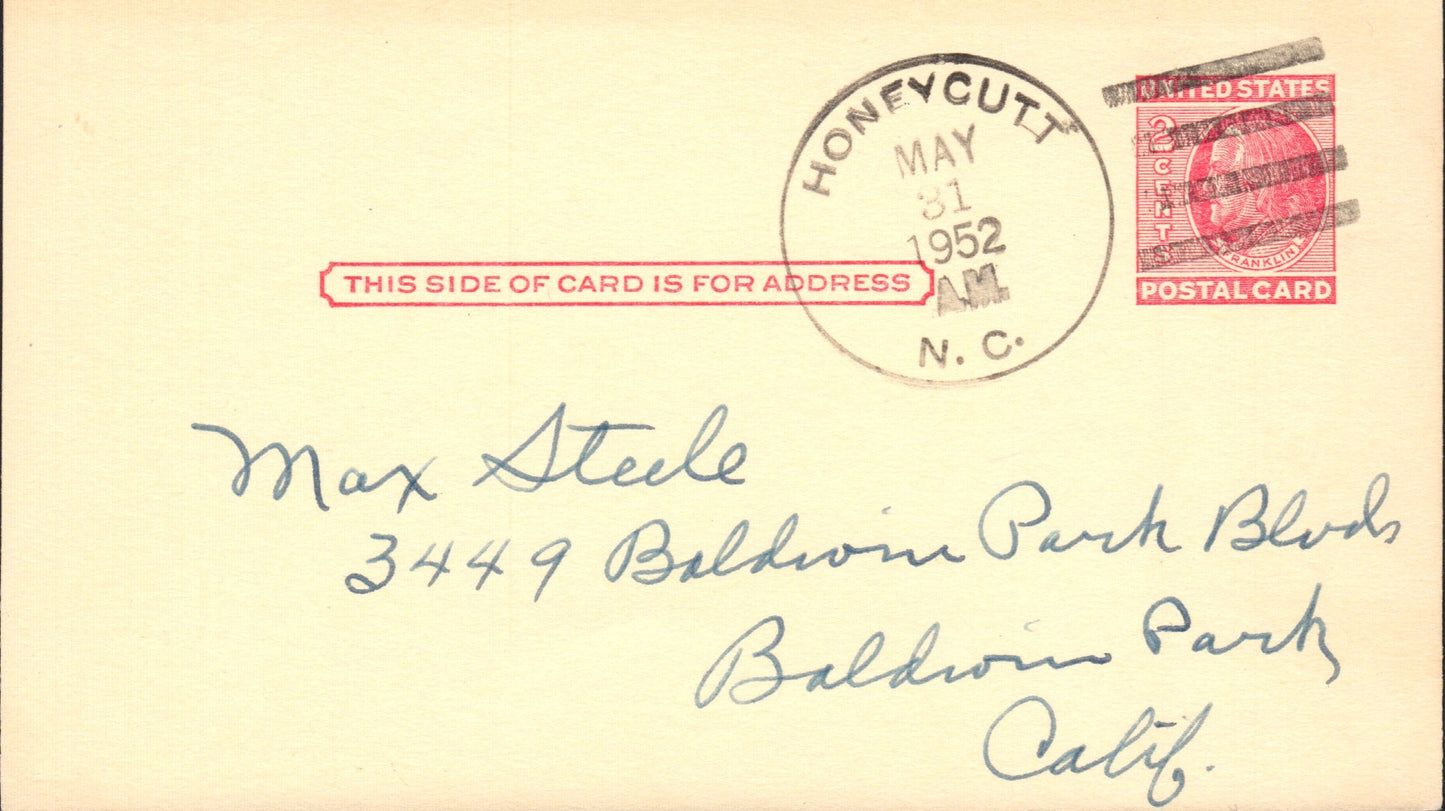 HONEYCUTT
MAY
31
1952
AM
N. C.
UNITED STATES
2 CENTS
FRANKLIN
POSTAL CARD
THIS SIDE OF CARD IS FOR ADDRESS
Max Steele
3449 Baldwin Park Blvd
Baldwin Park,
Calif.